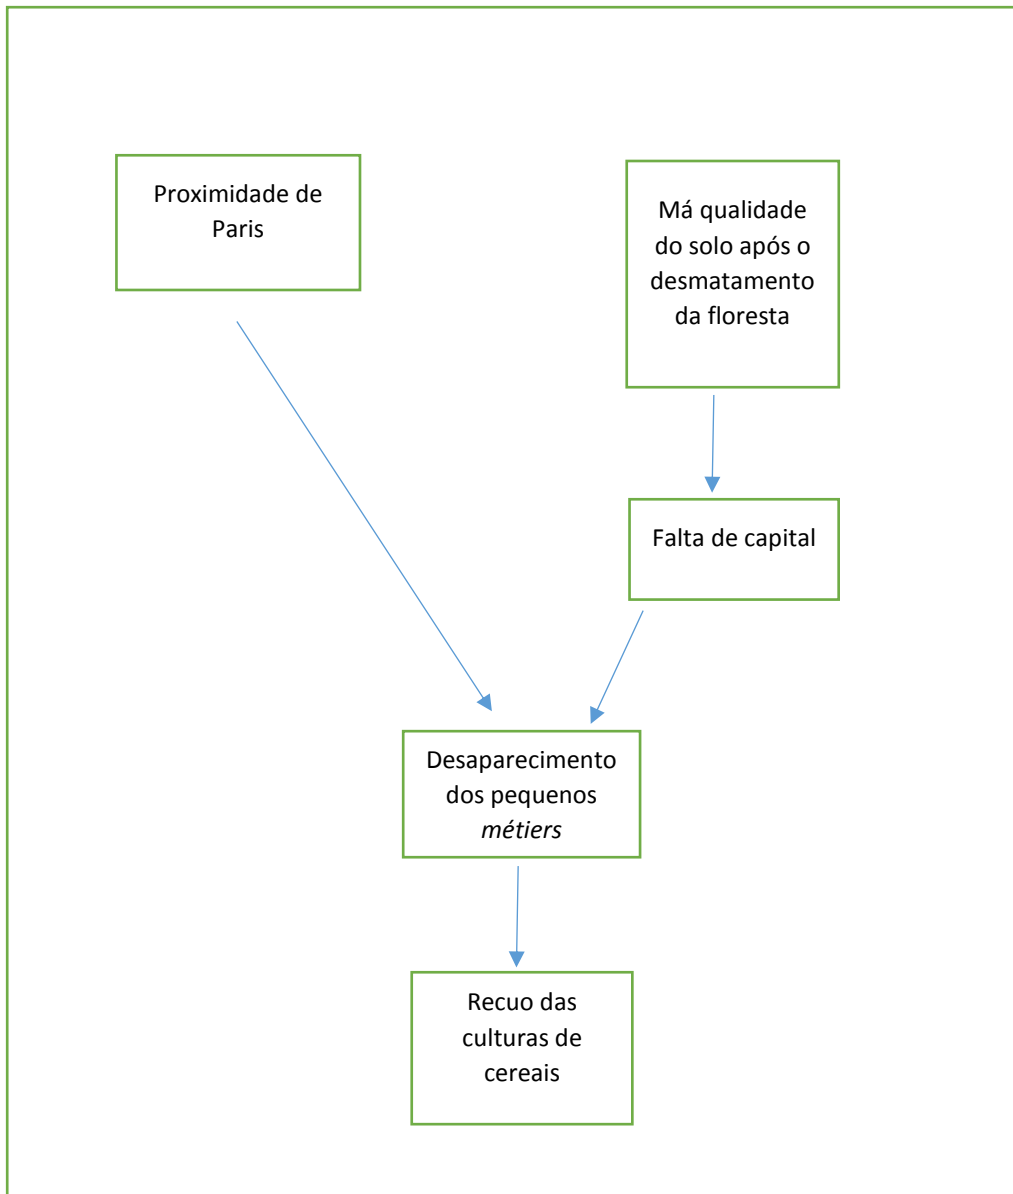 Proximidade de
Paris
Má qualidade
do solo após o
desmatamento
da floresta
Falta de capital
Desaparecimento
dos pequenos
métiers
Recuo das
culturas de
cereais